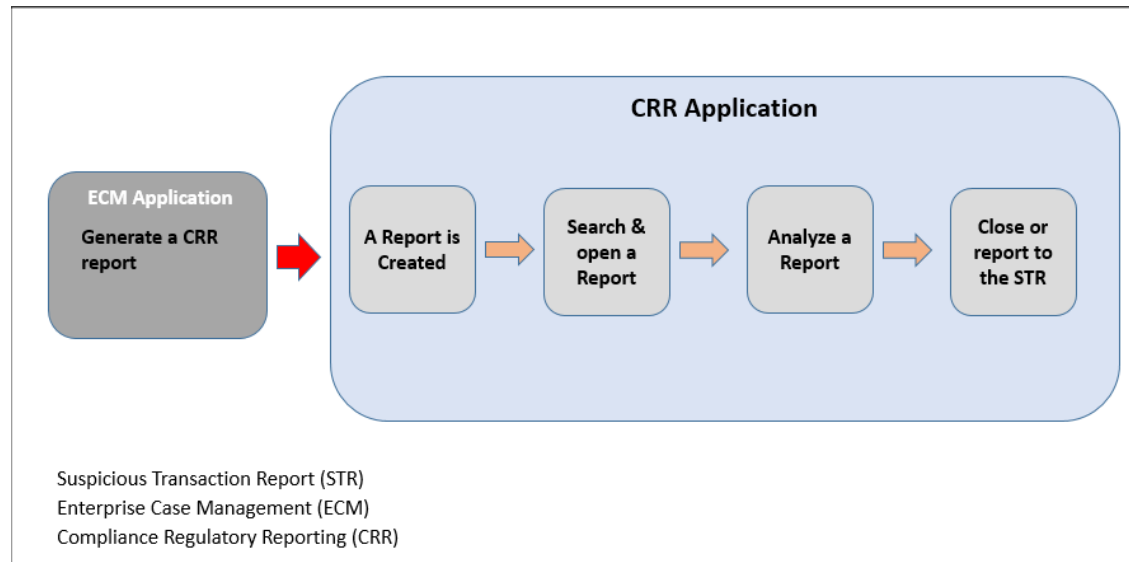 CRR Application
ECM Application
Generate a CRR
report
A Report is
Created
Search &
open a
Report
Analyze a
Report
Close or
report to
the STR
Suspicious Transaction Report (STR)
Enterprise Case Management (ECM)
Compliance Regulatory Reporting (CRR)